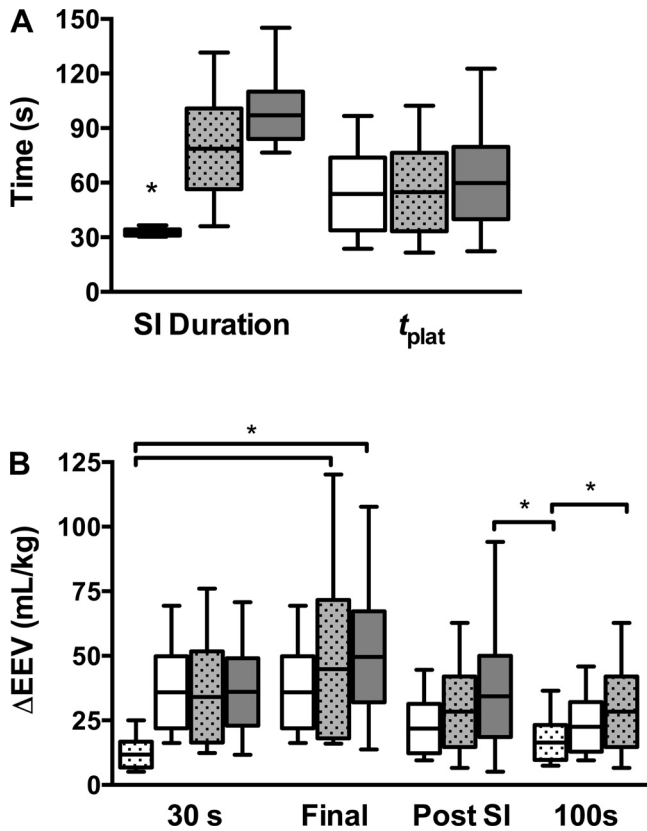 A
Time (s)
150
120
90
60
30
0
*
SI Duration
tplat
B
ΔEEV (mL/kg)
125
100
75
50
25
0
*
*
*
30 s
Final
Post SI
100s